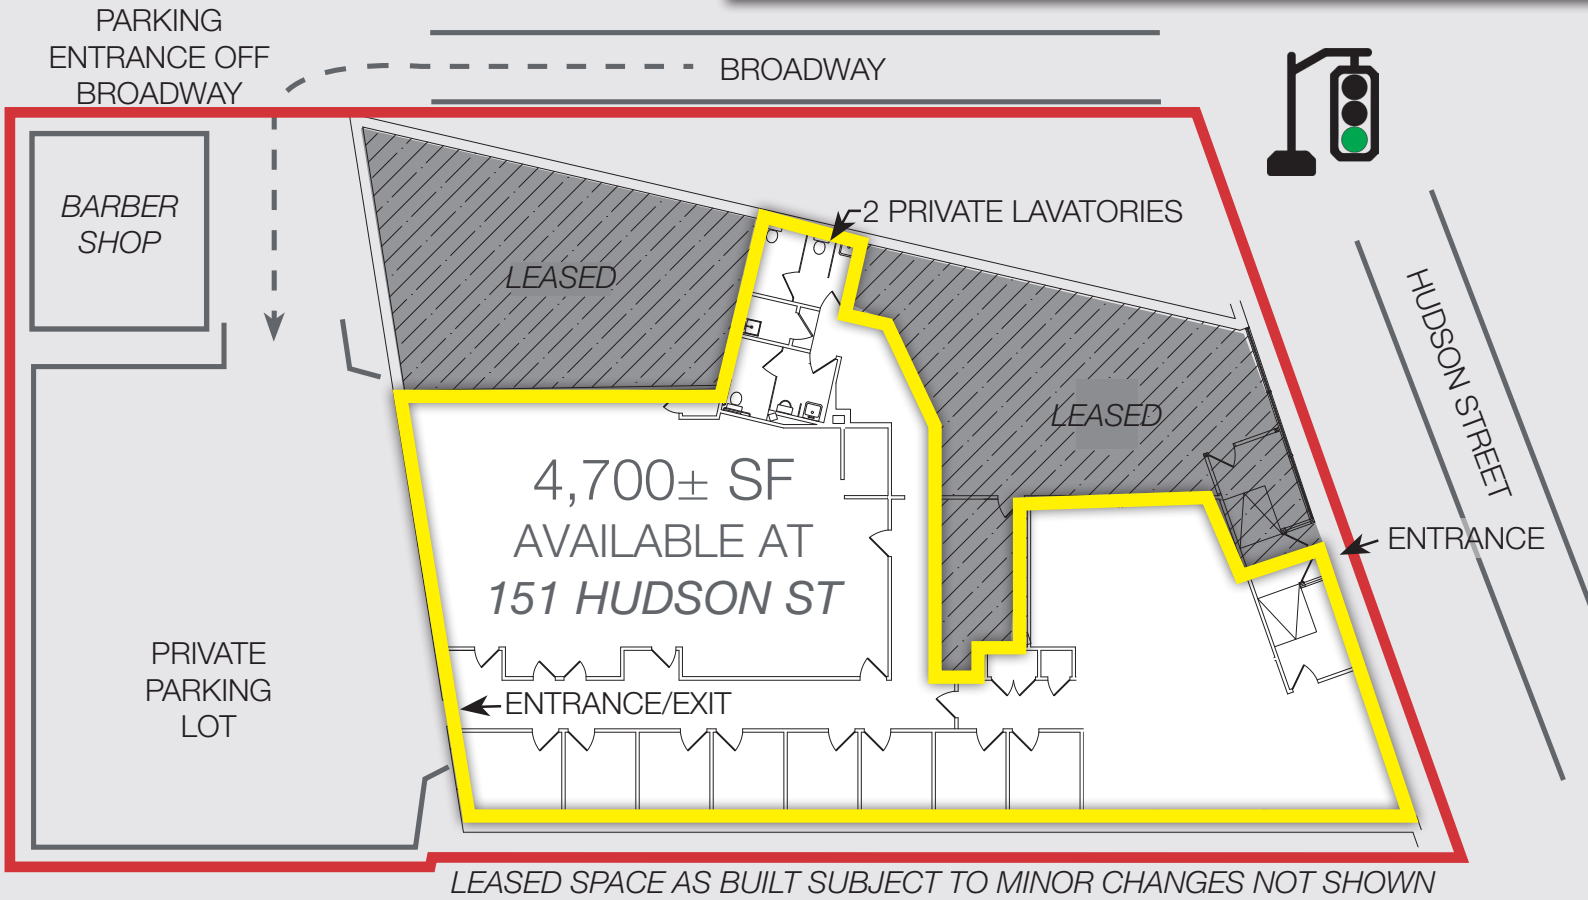 PARKING
ENTRANCE OFF
BROADWAY
BROADWAY
BARBER
SHOP
2 PRIVATE LAVATORIES
LEASED
HUDSON STREET
LEASED
4,700± SF
AVAILABLE AT
151 HUDSON ST
ENTRANCE
PRIVATE
PARKING
LOT
ENTRANCE/EXIT
LEASED SPACE AS BUILT SUBJECT TO MINOR CHANGES NOT SHOWN